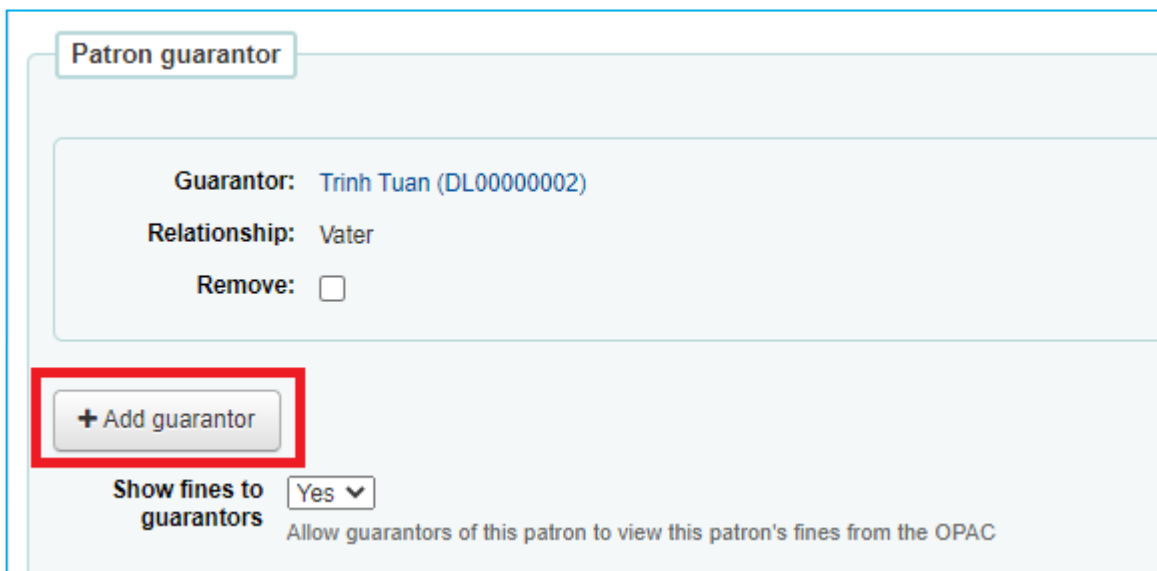 Patron guarantor
Guarantor: Trinh Tuan (DL00000002)
Relationship: Vater
Remove:
+ Add guarantor
Show fines to guarantors Yes
Allow guarantors of this patron to view this patron's fines from the OPAC